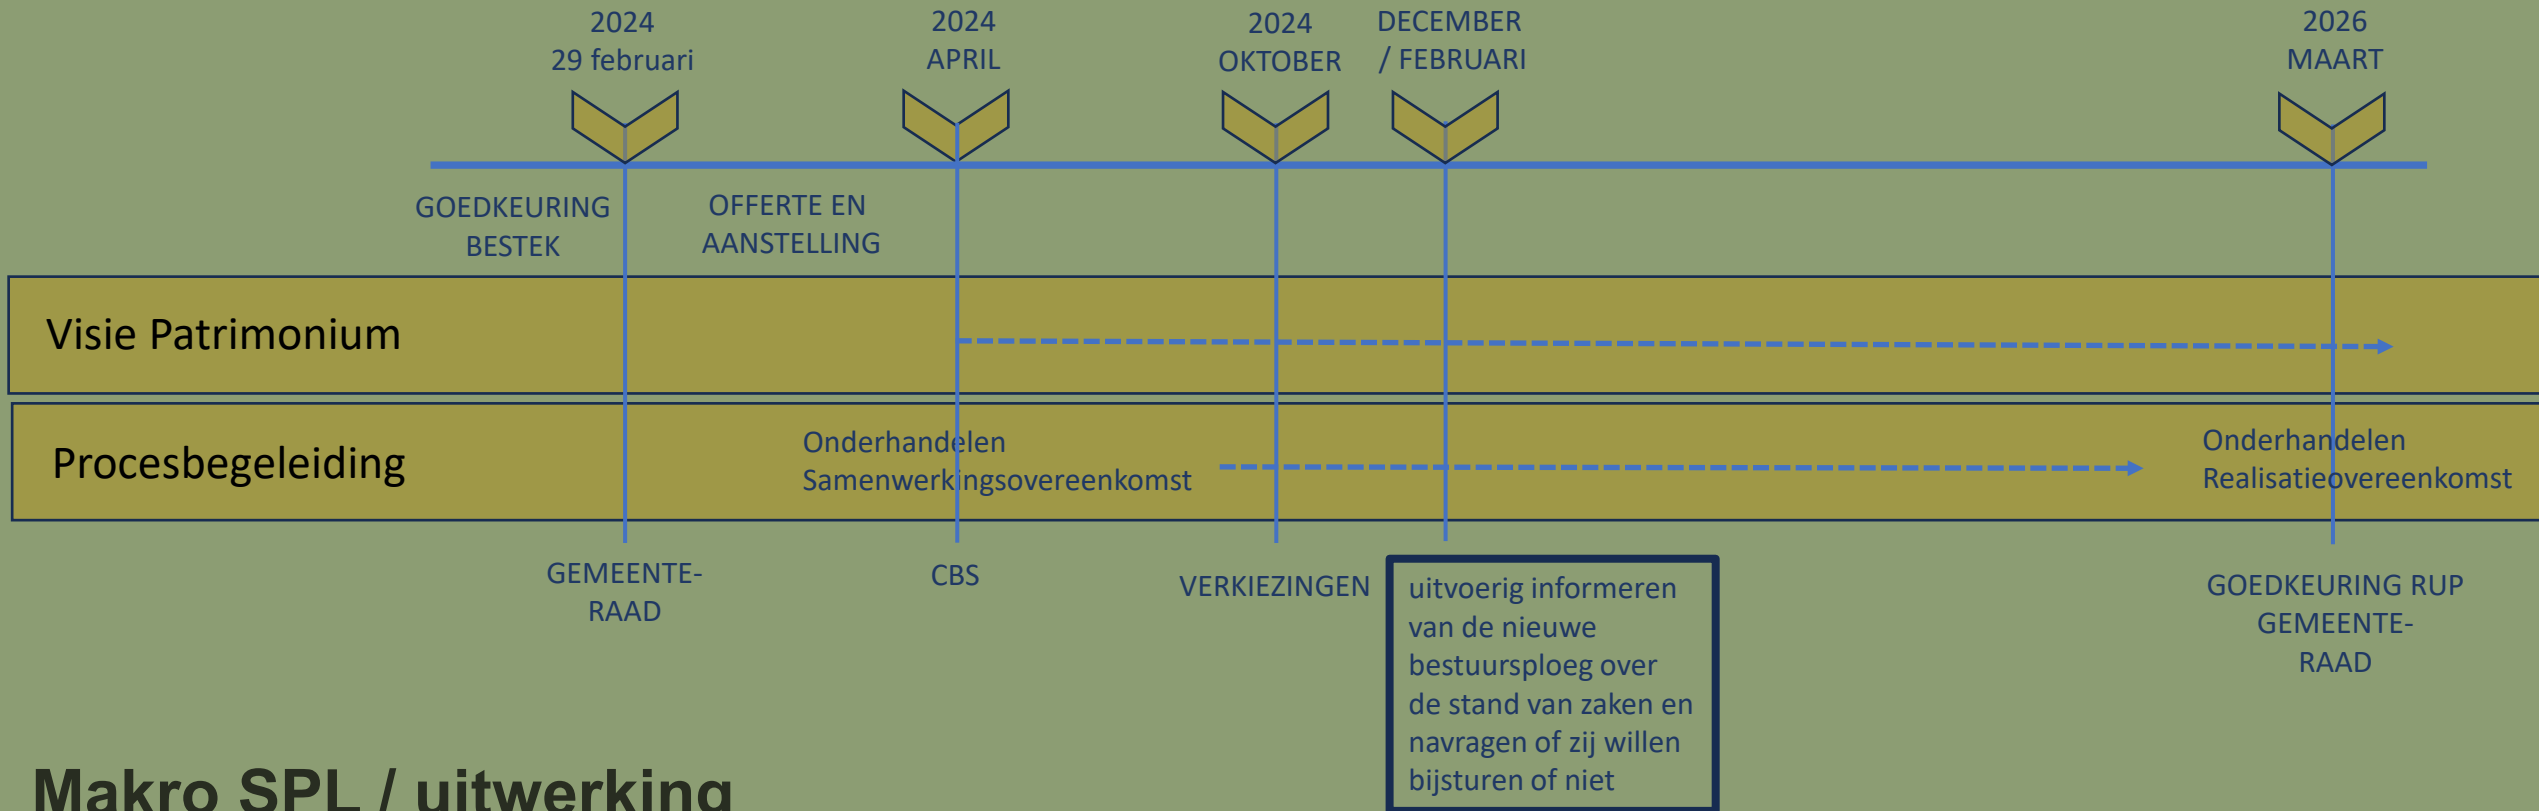 2024
29 februari
2024
APRIL
2024
OKTOBER
DECEMBER
/ FEBRUARI
2026
MAART
GOEDKEURING
BESTEK
OFFERTE EN
AANSTELLING
Visie Patrimonium
Procesbegeleiding
Onderhandelen
Samenwerkingsovereenkomst
Onderhandelen
Realisatieovereenkomst
GEMEENTE-
RAAD
CBS
VERKIEZINGEN
uitvoerig informeren
van de nieuwe
bestuursploeg over
de stand van zaken en
navragen of zij willen
bijsturen of niet
GOEDKEURING RUP
GEMEENTE-
RAAD
Makro SPL / uitwerking